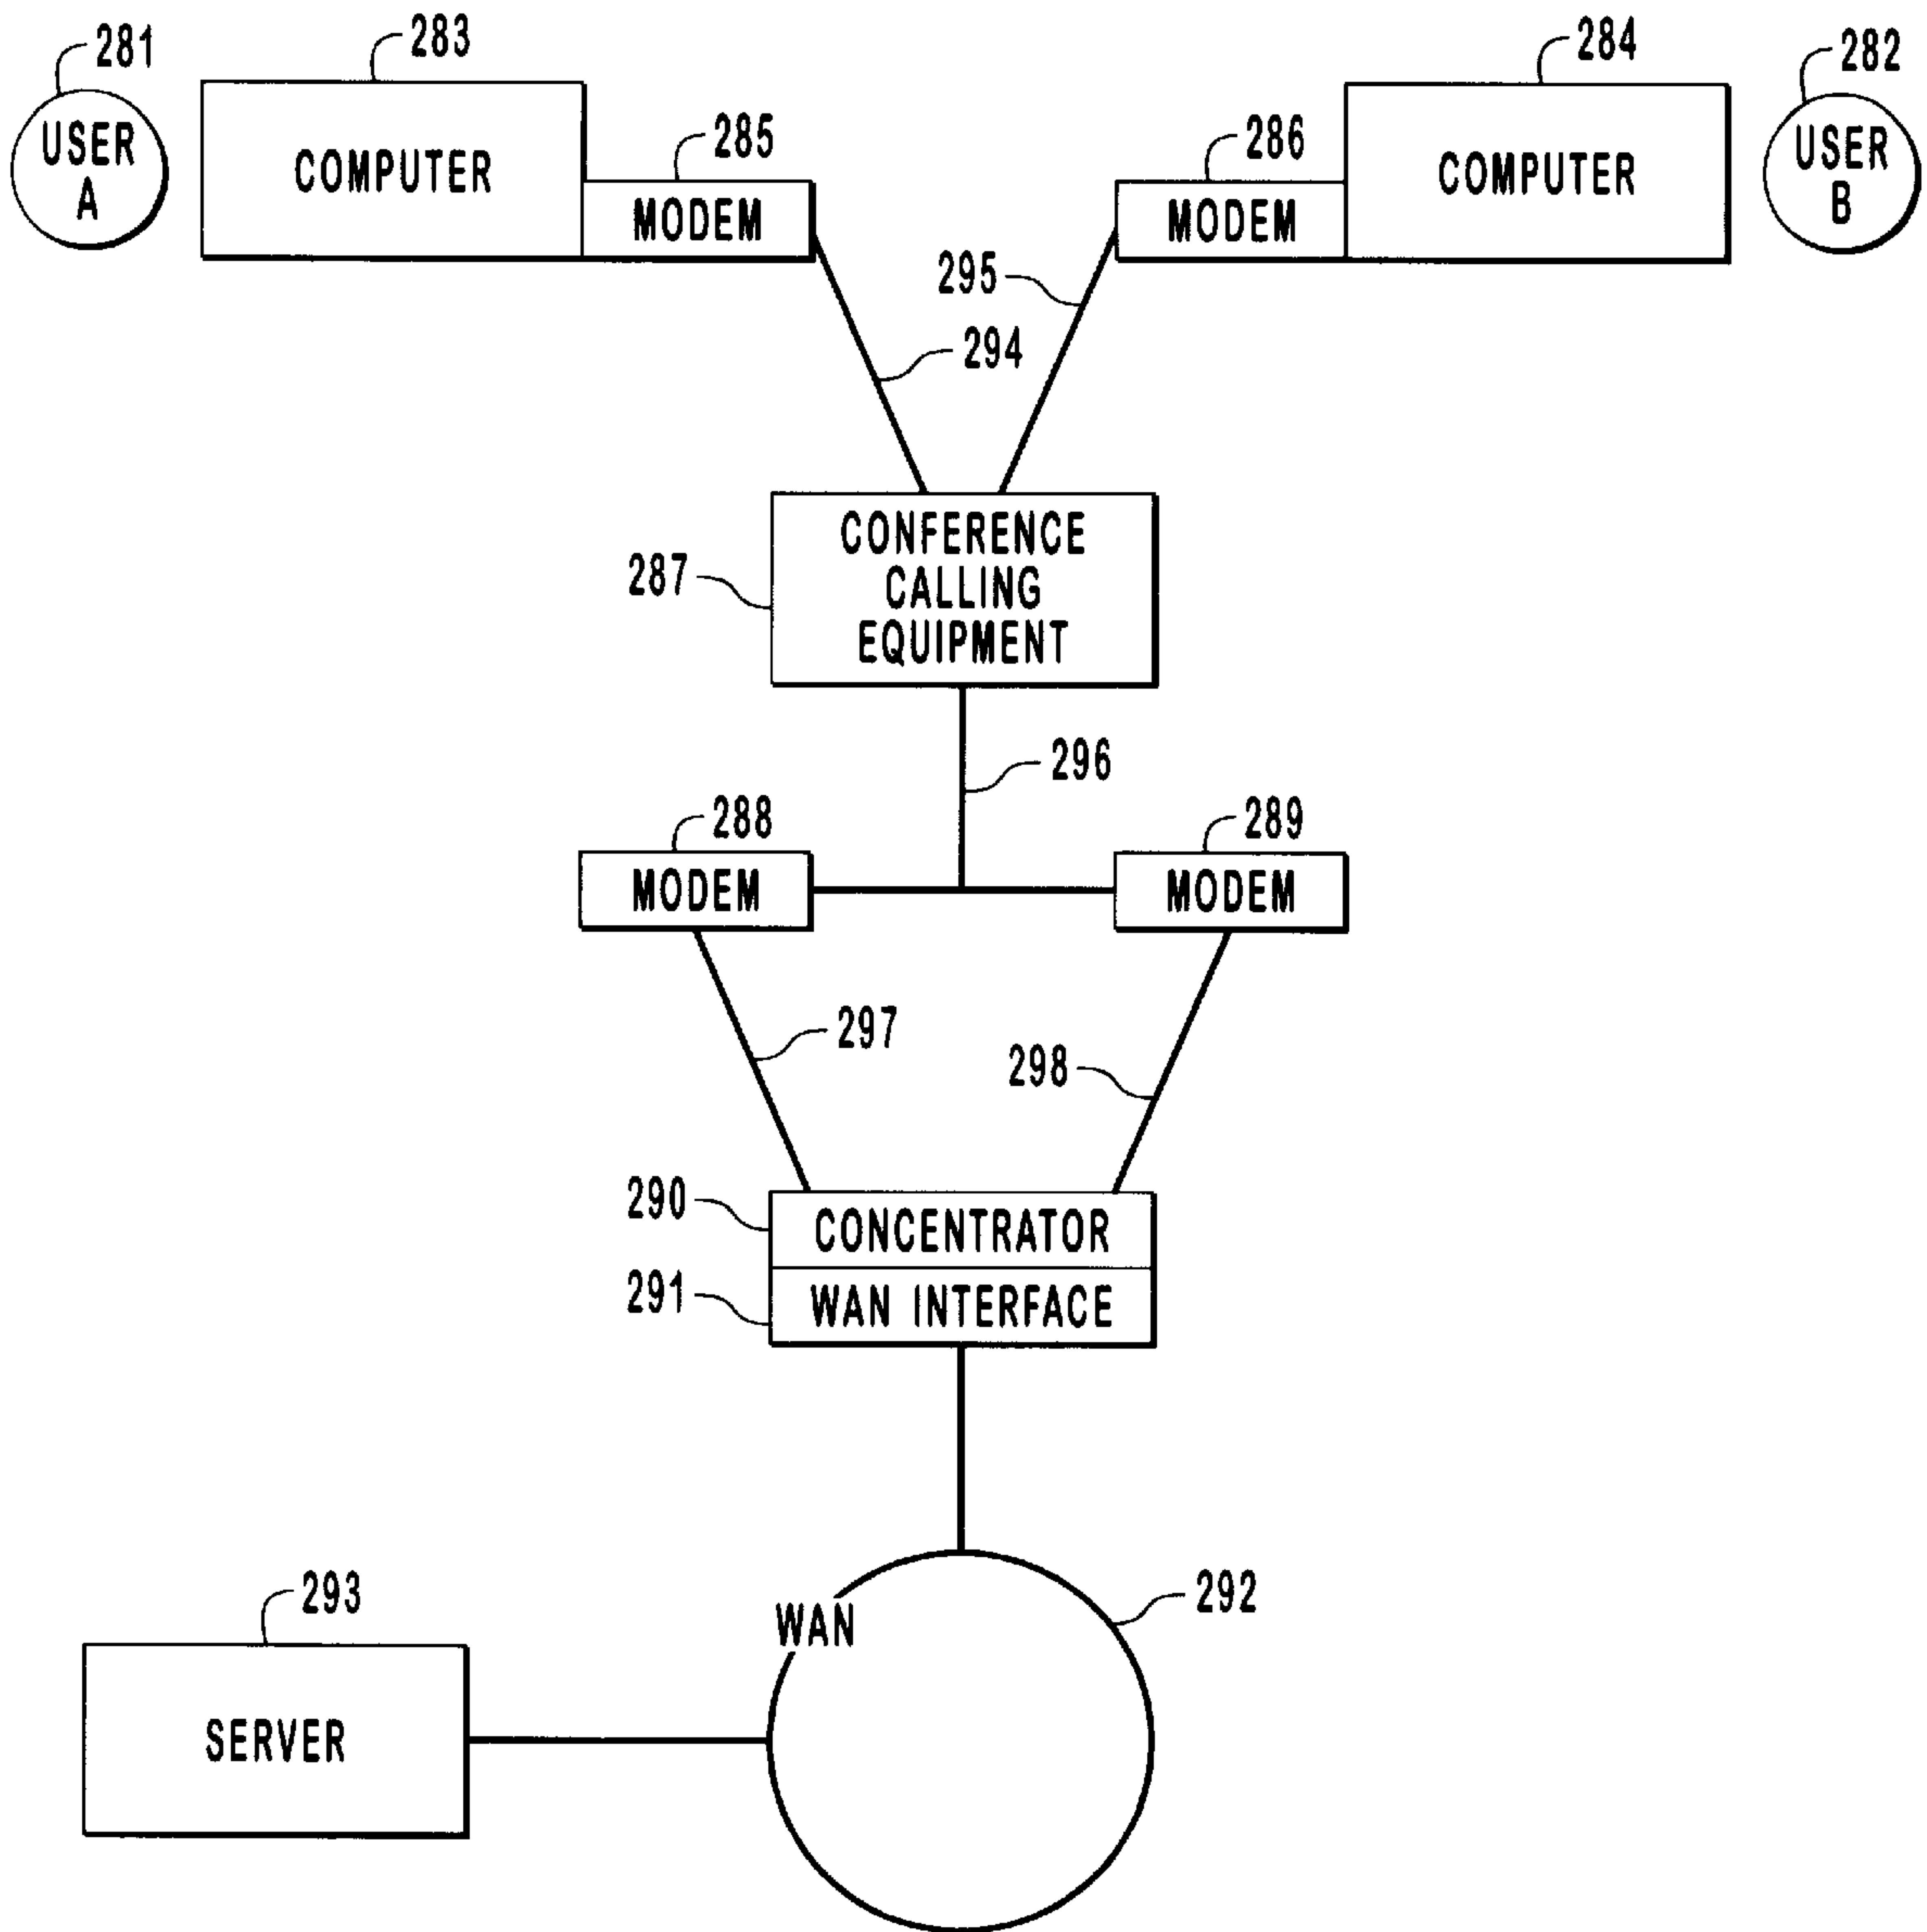 281
283
284
282
USER
A
COMPUTER
285
MODEM
286
MODEM
COMPUTER
USER
B
295
294
287
CONFERENCE
CALLING
EQUIPMENT
296
288
MODEM
289
MODEM
297
298
290
CONCENTRATOR
291
WAN INTERFACE
293
292
WAN
SERVER